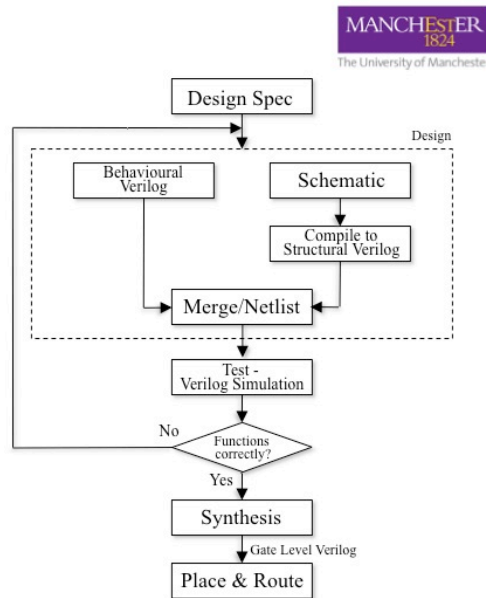 MANCHESTER
1824
The University of Manchester
Design Spec
Design
Behavioural
Verilog
Schematic
Compile to
Structural Verilog
Merge/Netlist
Test -
Verilog Simulation
No
Functions
correctly?
Yes
Synthesis
Gate Level Verilog
Place & Route